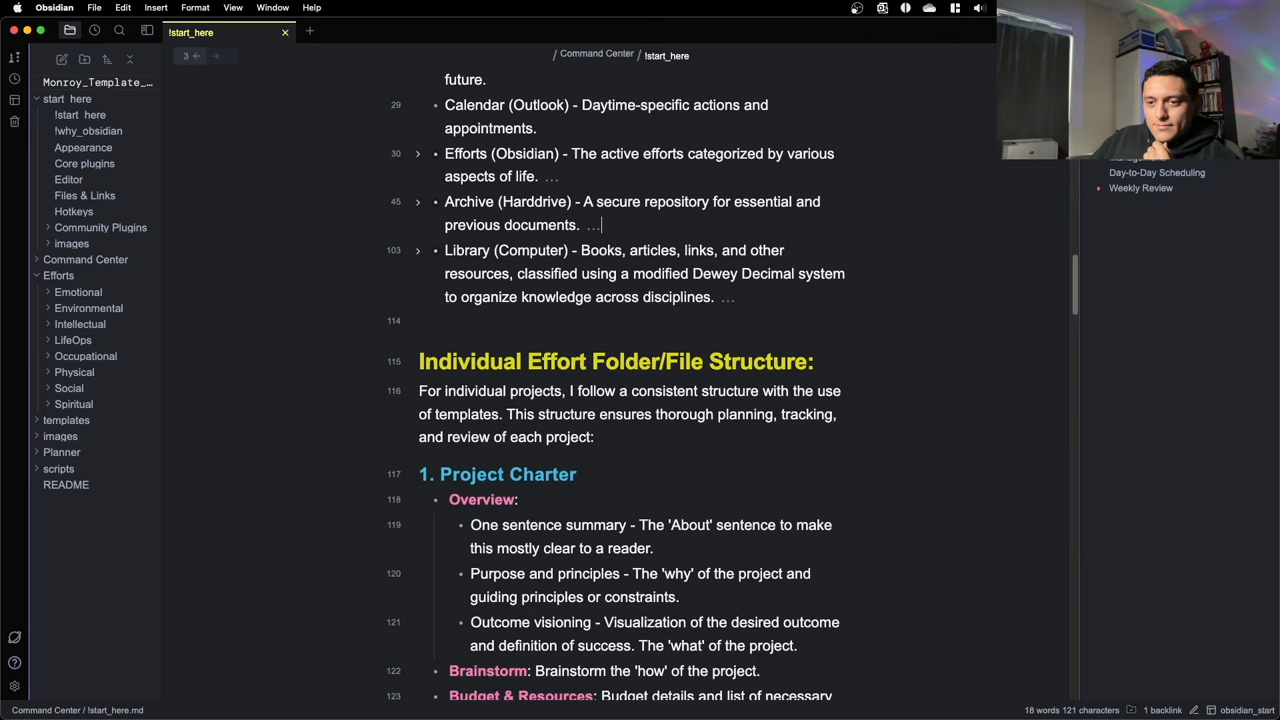 Obsidian File Edit Insert Format View Window Help
!start_here
3
/ Command Center / !start_here
Monroy_Template_...
start here
!start here
!why_obsidian
Appearance
Core plugins
Editor
Files & Links
Hotkeys
Community Plugins
images
Command Center
Efforts
Emotional
Environmental
Intellectual
LifeOps
Occupational
Physical
Social
Spiritual
templates
images
Planner
scripts
README
future.
29 • Calendar (Outlook) - Daytime-specific actions and
appointments.
30 • Efforts (Obsidian) - The active efforts categorized by various
aspects of life. ...
45 • Archive (Harddrive) - A secure repository for essential and
previous documents. ...
103 • Library (Computer) - Books, articles, links, and other
resources, classified using a modified Dewey Decimal system
to organize knowledge across disciplines. ...
114
115 Individual Effort Folder/File Structure:
116 For individual projects, I follow a consistent structure with the use
of templates. This structure ensures thorough planning, tracking,
and review of each project:
117 1. Project Charter
118 • Overview:
119 • One sentence summary - The 'About' sentence to make
this mostly clear to a reader.
120 • Purpose and principles - The 'why' of the project and
guiding principles or constraints.
121 • Outcome visioning - Visualization of the desired outcome
and definition of success. The 'what' of the project.
122 • Brainstorm: Brainstorm the 'how' of the project.
123 • Budget & Resources: Budget details and list of necessary
Day-to-Day Scheduling
Weekly Review
Command Center / !start_here.md
18 words 121 characters
1 backlink
obsidian_start